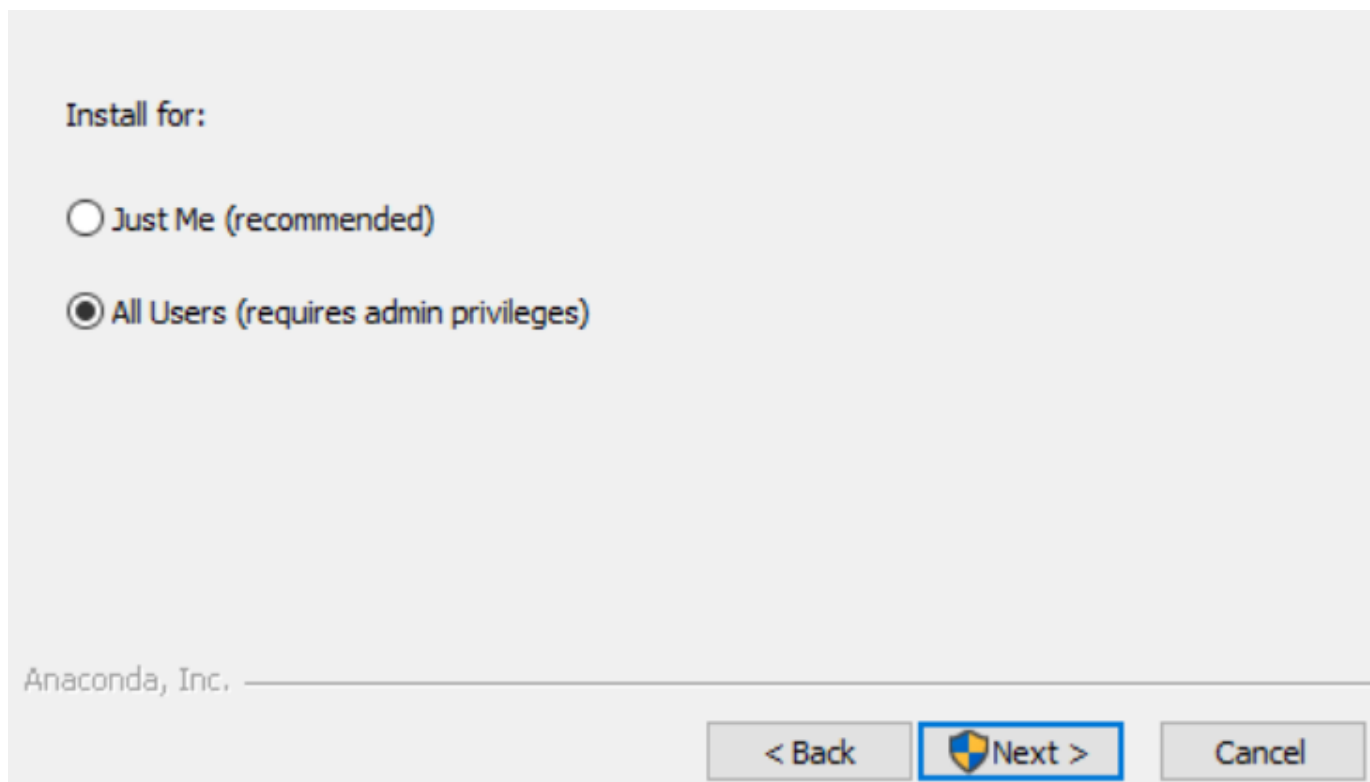 Install for:
Just Me (recommended)
All Users (requires admin privileges)
Anaconda, Inc.
< Back
Next >
Cancel